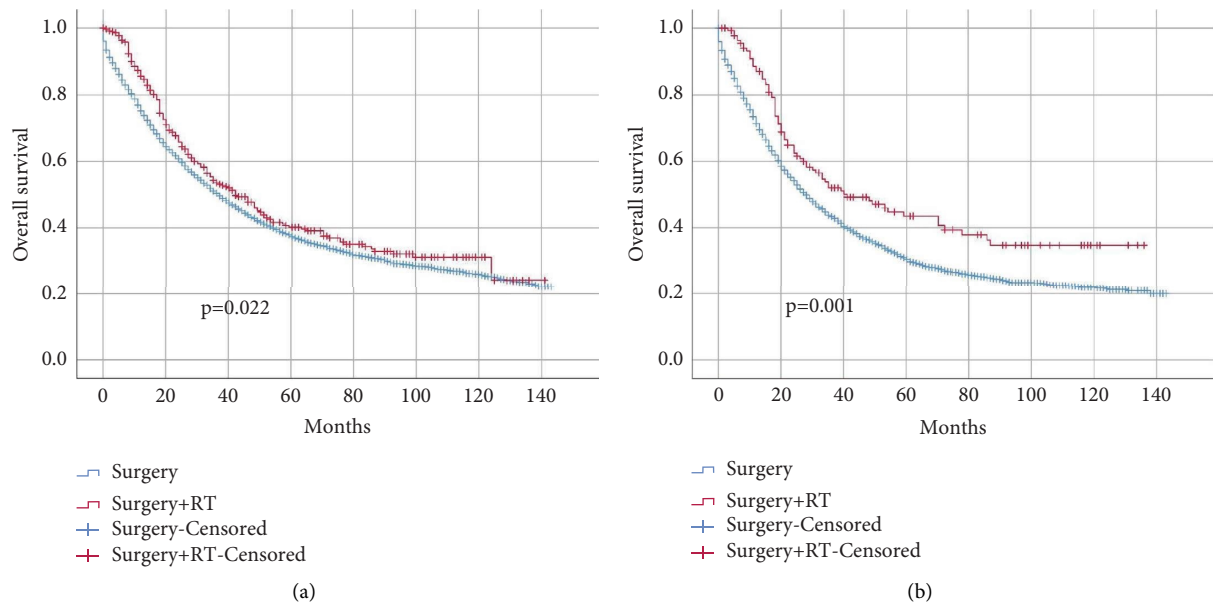 1.0
0.8
0.6
0.4
0.2
0.0
Overall survival
p=0.022
0 20 40 60 80 100 120 140
Months
Surgery
Surgery+RT
Surgery-Censored
Surgery+RT-Censored
(a)
1.0
0.8
0.6
0.4
0.2
0.0
Overall survival
p=0.001
0 20 40 60 80 100 120 140
Months
Surgery
Surgery+RT
Surgery-Censored
Surgery+RT-Censored
(b)